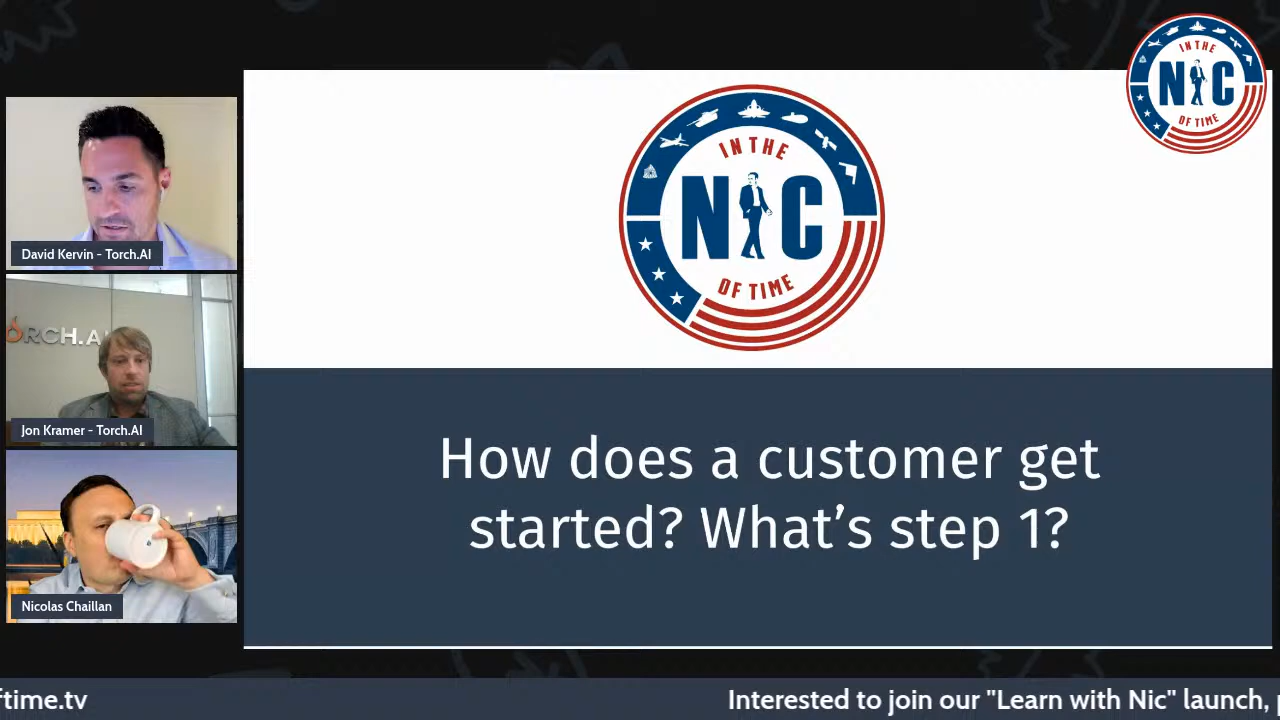 IN THE
NIC
OF TIME
IN THE
NIC
OF TIME
David Kervin - Torch.AI
ORCH.A
Jon Kramer - Torch.AI
Nicolas Chaillan
How does a customer get
started? What's step 1?
ftime.tv
Interested to join our "Learn with Nic" launch,